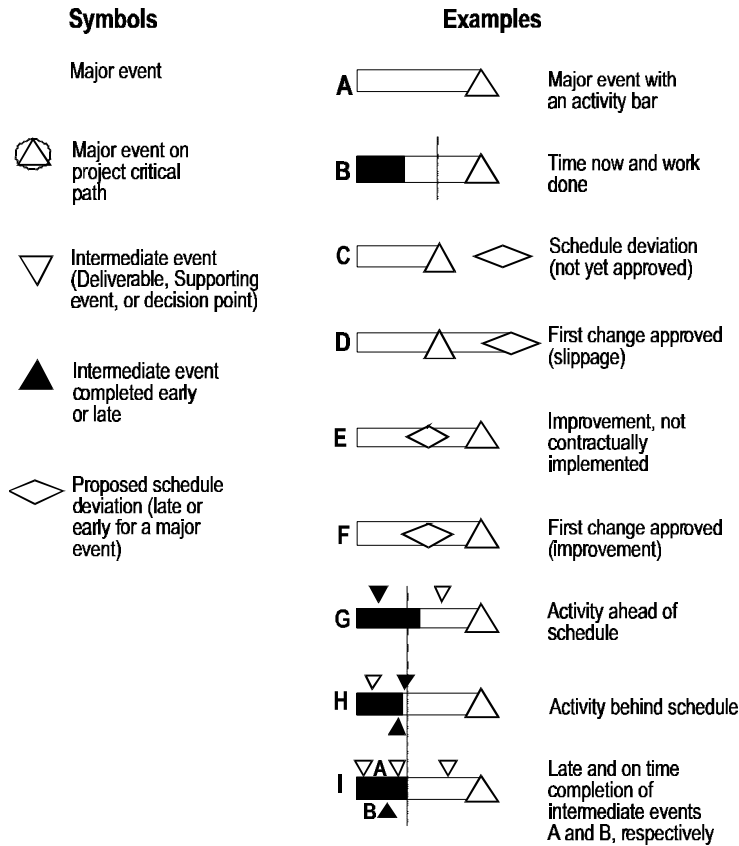 Symbols
Major event
Major event on
project critical
path
Intermediate event
(Deliverable, Supporting
event, or decision point)
Intermediate event
completed early
or late
Proposed schedule
deviation (late or
early for a major
event)
Examples
A
Major event with
an activity bar
B
Time now and work
done
C
Schedule deviation
(not yet approved)
D
First change approved
(slippage)
E
Improvement, not
contractually
implemented
F
First change approved
(improvement)
G
Activity ahead of
schedule
H
Activity behind schedule
I
A
B
Late and on time
completion of
intermediate events
A and B, respectively